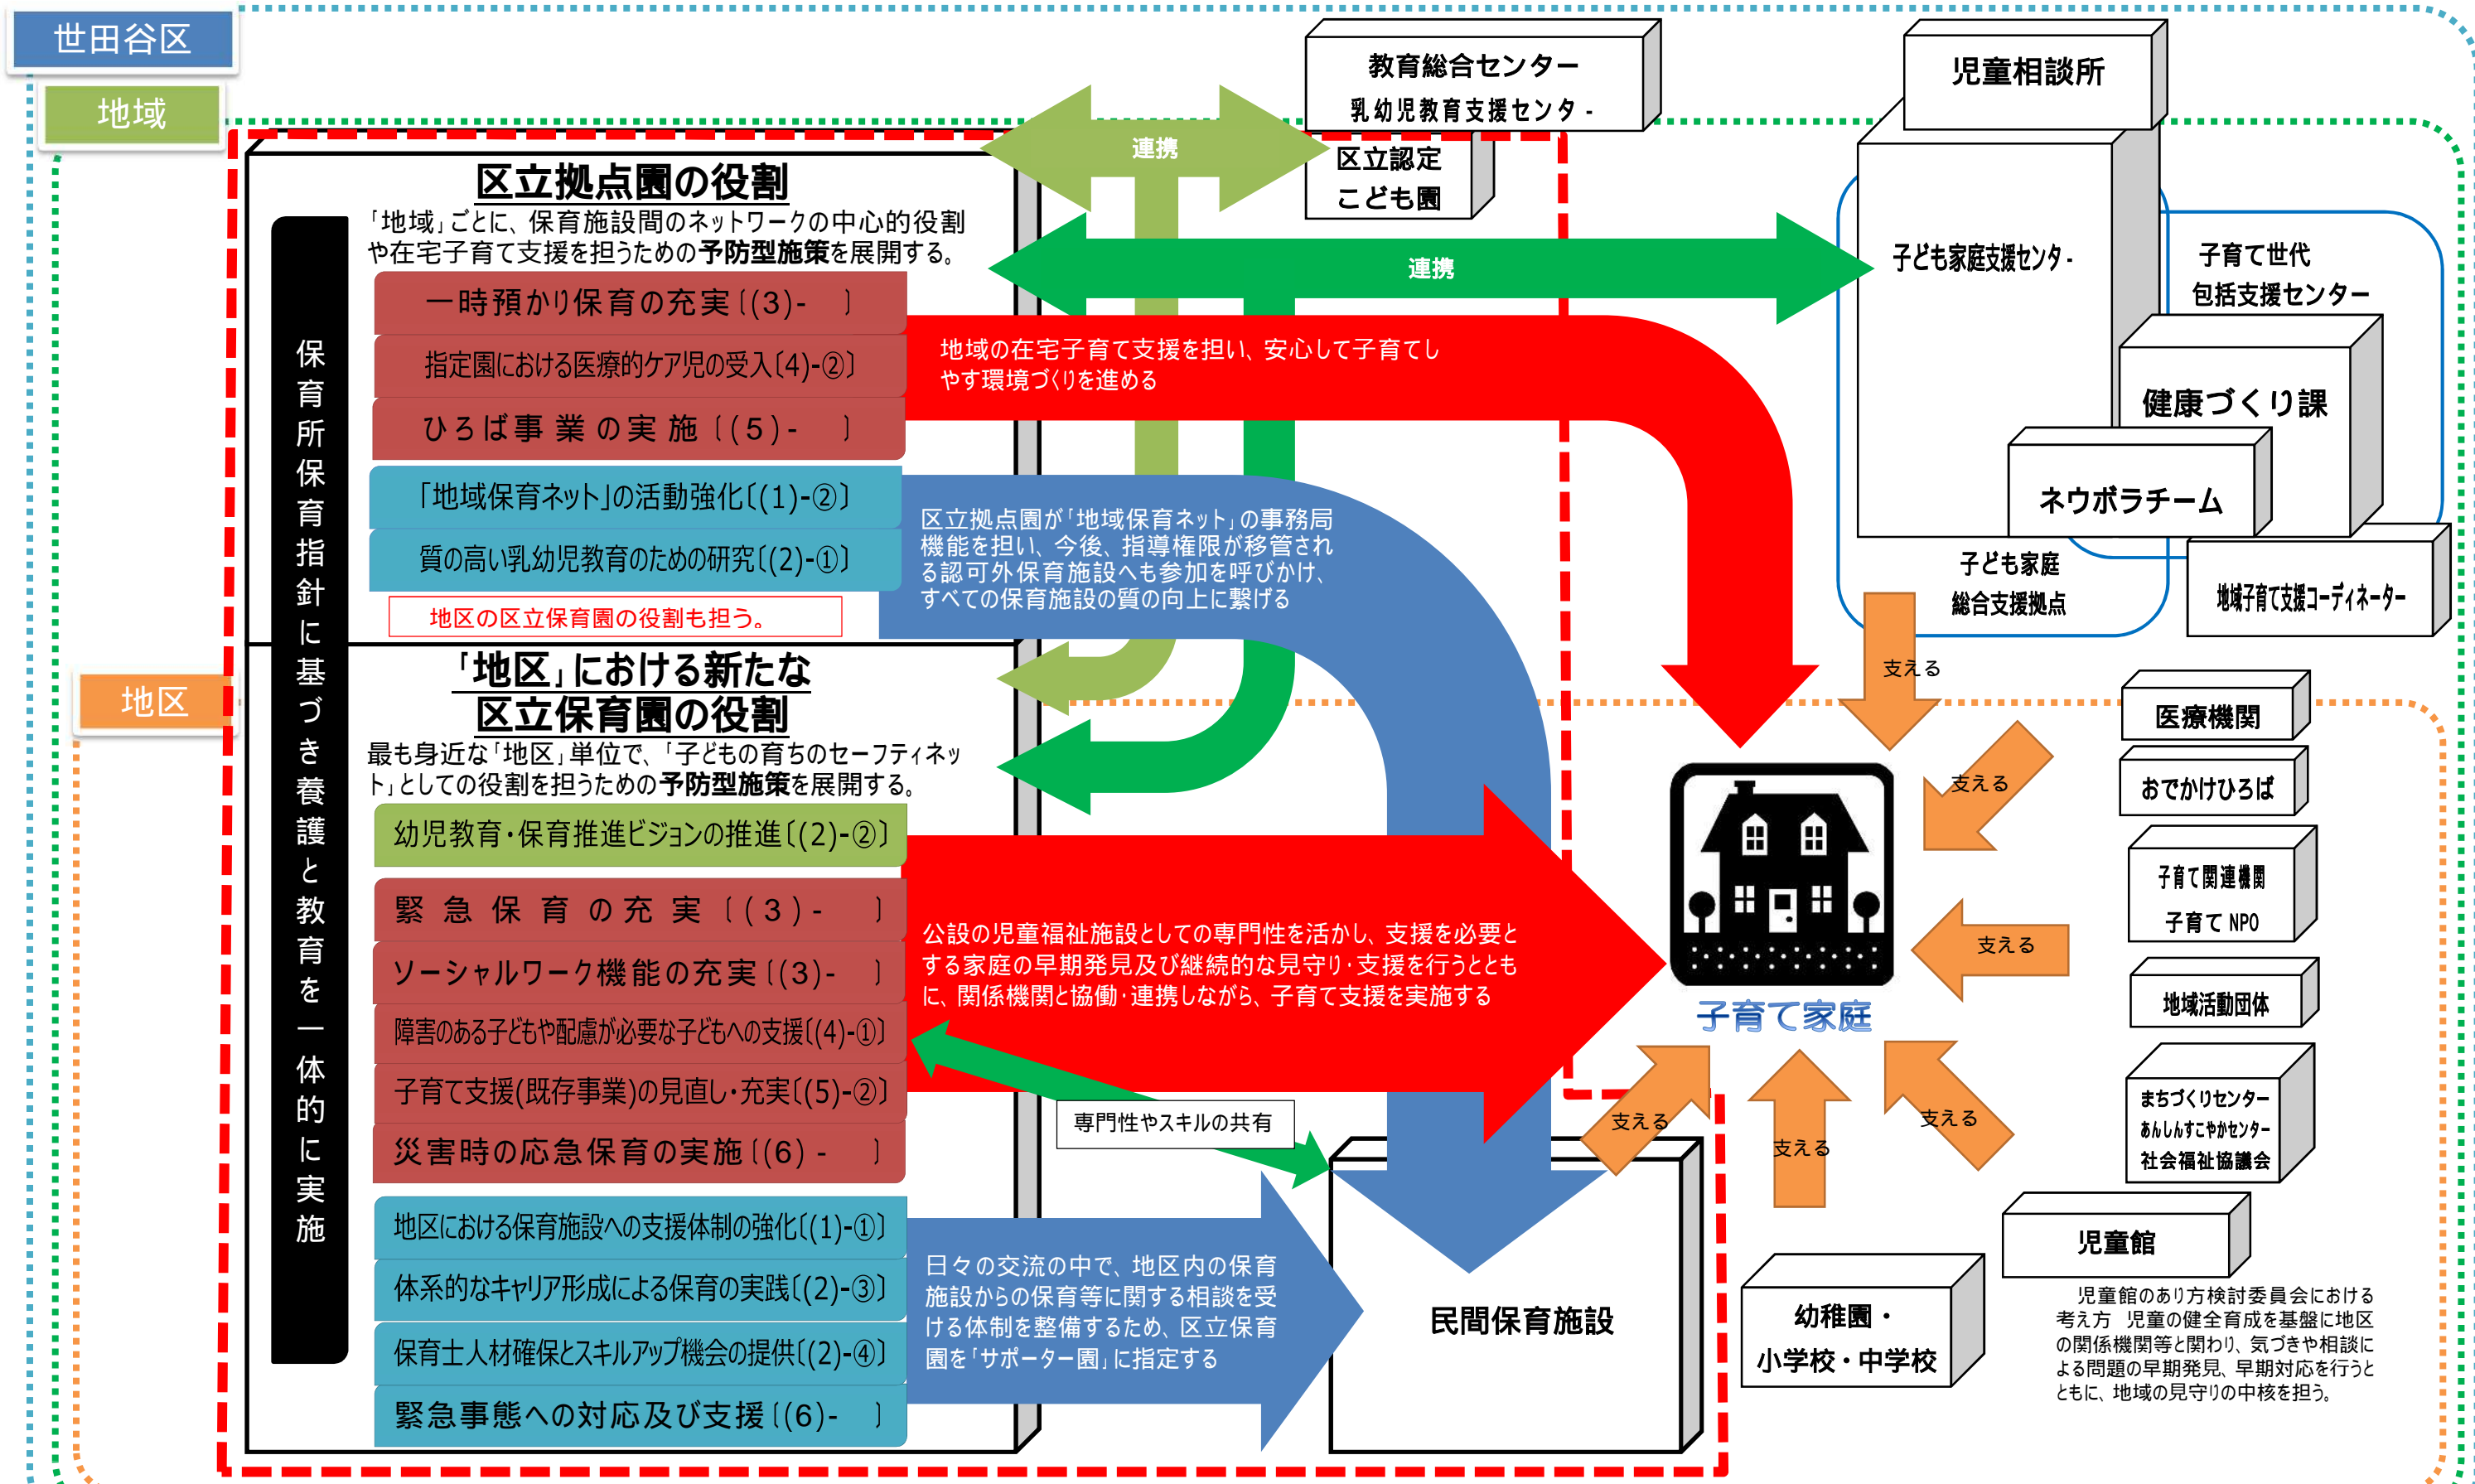 世田谷区
地域
地区
教育総合センター
乳幼児教育支援センタ-
区立認定
こども園
児童相談所
連携
連携
区立拠点園の役割
「地域」ごとに、保育施設間のネットワークの中心的役割
や在宅子育て支援を担うための予防型施策を展開する。
一時預かり保育の充実〔(3)- 〕
指定園における医療的ケア児の受入〔4)-②〕
ひろば事業の実施〔(5)- 〕
「地域保育ネット」の活動強化〔(1)-②〕
質の高い乳幼児教育のための研究〔(2)-①〕
地区の区立保育園の役割も担う。
保育所保育指針に基づき養護と教育を一体的に実施
地域の在宅子育て支援を担い、安心して子育てし
やす環境づくりを進める
区立拠点園が「地域保育ネット」の事務局
機能を担い、今後、指導権限が移管され
る認可外保育施設へも参加を呼びかけ、
すべての保育施設の質の向上に繋げる
子ども家庭支援センタ-
子育て世代
包括支援センター
健康づくり課
ネウボラチーム
子ども家庭
総合支援拠点
地域子育て支援コーディネーター
「地区」における新たな
区立保育園の役割
最も身近な「地区」単位で、「子どもの育ちのセーフティネッ
ト」としての役割を担うための予防型施策を展開する。
幼児教育・保育推進ビジョンの推進〔(2)-②〕
緊急保育の充実〔(3)- 〕
ソーシャルワーク機能の充実〔(3)- 〕
障害のある子どもや配慮が必要な子どもへの支援〔(4)-①〕
子育て支援(既存事業)の見直し・充実〔(5)-②〕
災害時の応急保育の実施〔(6)- 〕
地区における保育施設への支援体制の強化〔(1)-①〕
体系的なキャリア形成による保育の実践〔(2)-③〕
保育士人材確保とスキルアップ機会の提供〔(2)-④〕
緊急事態への対応及び支援〔(6)- 〕
公設の児童福祉施設としての専門性を活かし、支援を必要と
する家庭の早期発見及び継続的な見守り・支援を行うととも
に、関係機関と協働・連携しながら、子育て支援を実施する
専門性やスキルの共有
日々の交流の中で、地区内の保育
施設からの保育等に関する相談を受
ける体制を整備するため、区立保育
園を「サポーター園」に指定する
民間保育施設
子育て家庭
支える
支える
支える
支える
支える
支える
医療機関
おでかけひろば
子育て関連機関
子育てNPO
地域活動団体
まちづくりセンター
あんしんすこやかセンター
社会福祉協議会
児童館
幼稚園・
小学校・中学校
児童館のあり方検討委員会における
考え方 児童の健全育成を基盤に地区
の関係機関等と関わり、気づきや相談に
よる問題の早期発見、早期対応を行うと
ともに、地域の見守りの中核を担う。